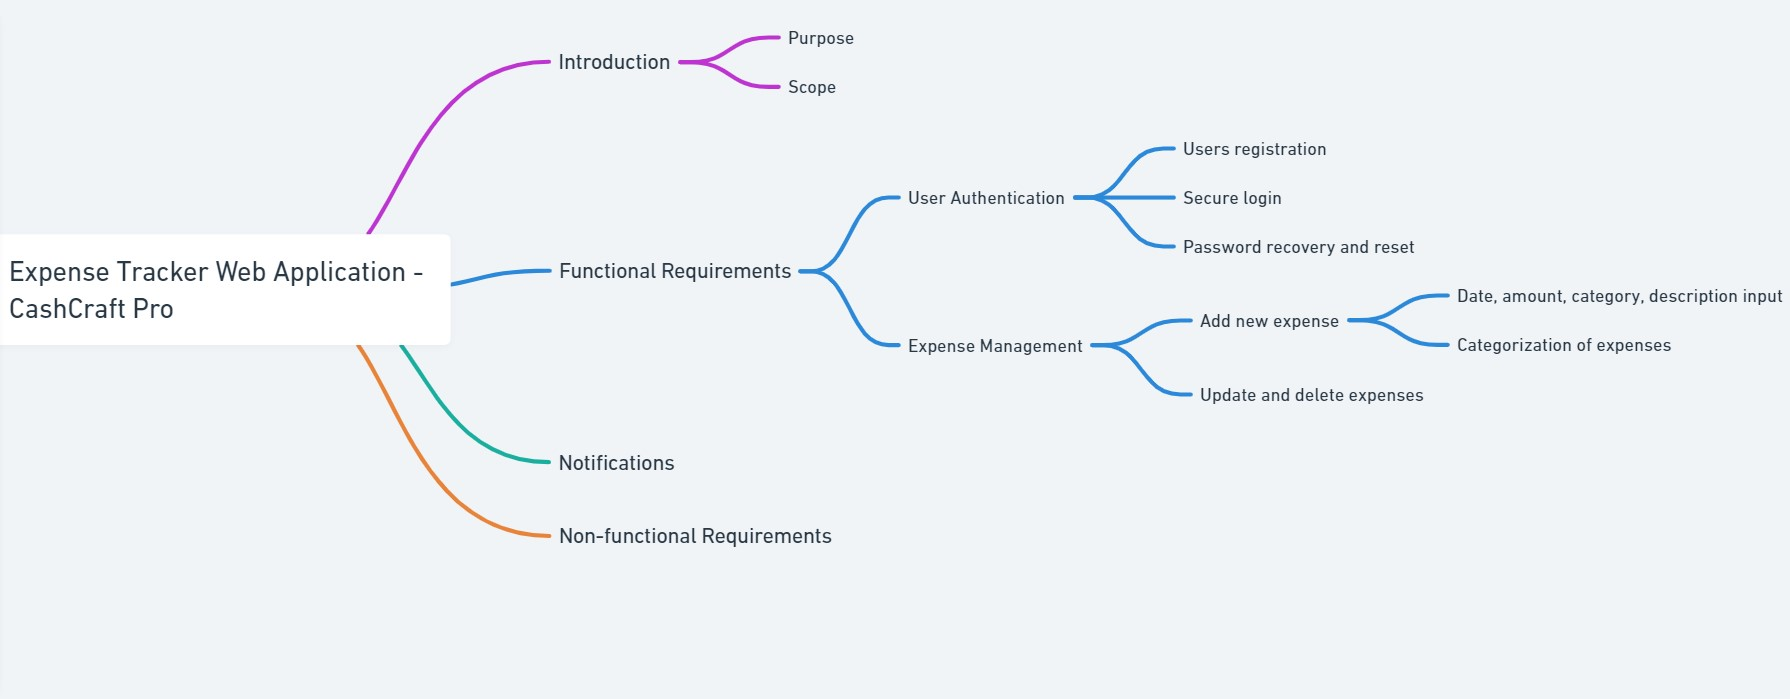 Expense Tracker Web Application -
CashCraft Pro
Introduction
Purpose
Scope
Functional Requirements
User Authentication
Users registration
Secure login
Password recovery and reset
Expense Management
Add new expense
Date, amount, category, description input
Categorization of expenses
Update and delete expenses
Notifications
Non-functional Requirements